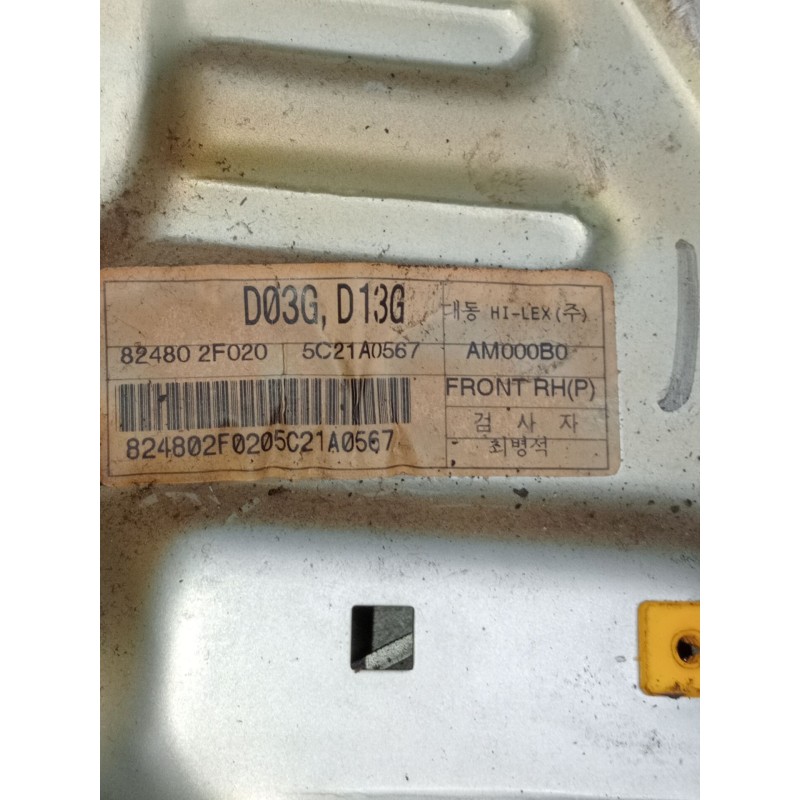 D03G, D13G
대동 HI-LEX (주)
82480 2F020
5C21A0567
AM000B0
FRONT RH(P)
824802F0205C21A0567
검 사 자
최병적